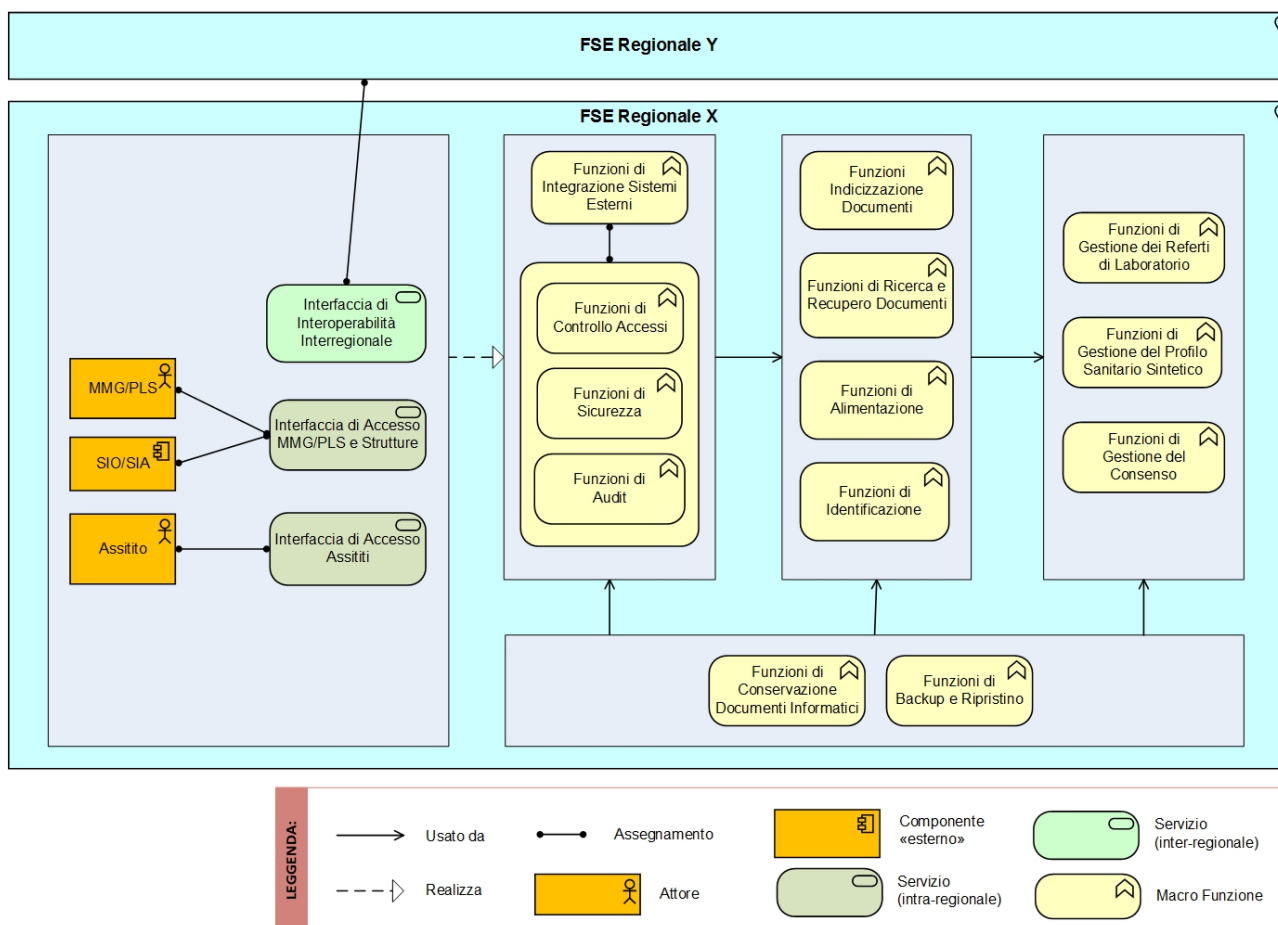 FSE Regionale Y
FSE Regionale X
Interfaccia di
Interoperabilità
Interregionale
MMG/PLS
SIO/SIA
Interfaccia di Accesso
MMG/PLS e Strutture
Assitito
Interfaccia di Accesso
Assititi
Funzioni di
Integrazione Sistemi
Esterni
Funzioni di
Controllo Accessi
Funzioni di
Sicurezza
Funzioni di
Audit
Funzioni
Indicizzazione
Documenti
Funzioni di Ricerca e
Recupero Documenti
Funzioni di
Alimentazione
Funzioni di
Identificazione
Funzioni di
Gestione dei Referti
di Laboratorio
Funzioni di
Gestione del Profilo
Sanitario Sintetico
Funzioni di
Gestione del
Consenso
Funzioni di
Conservazione
Documenti Informatici
Funzioni di
Backup e Ripristino
LEGGENDA:
Usato da
Assegnamento
Componente
«esterno»
Servizio
(inter-regionale)
Realizza
Attore
Servizio
(intra-regionale)
Macro Funzione